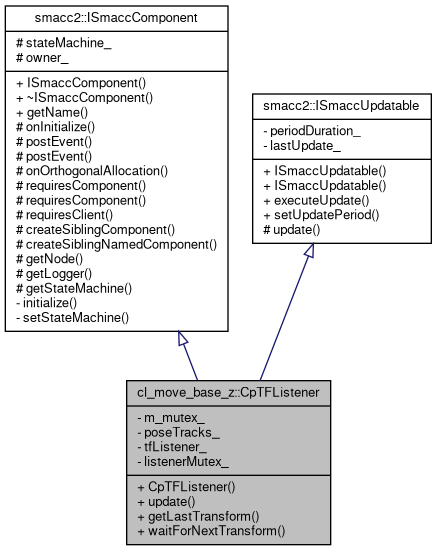 smacc2::ISmaccComponent
# stateMachine_
# owner_
+ ISmaccComponent()
+ ~ISmaccComponent()
+ getName()
# onInitialize()
# postEvent()
# postEvent()
# onOrthogonalAllocation()
# requiresComponent()
# requiresComponent()
# requiresClient()
# createSiblingComponent()
# createSiblingNamedComponent()
# getNode()
# getLogger()
# getStateMachine()
- initialize()
- setStateMachine()
smacc2::ISmaccUpdatable
- periodDuration_
- lastUpdate_
+ ISmaccUpdatable()
+ ISmaccUpdatable()
+ executeUpdate()
+ setUpdatePeriod()
# update()
cl_move_base_z::CpTFListener
- m_mutex_
- poseTracks_
- tfListener_
- listenerMutex_
+ CpTFListener()
+ update()
+ getLastTransform()
+ waitForNextTransform()